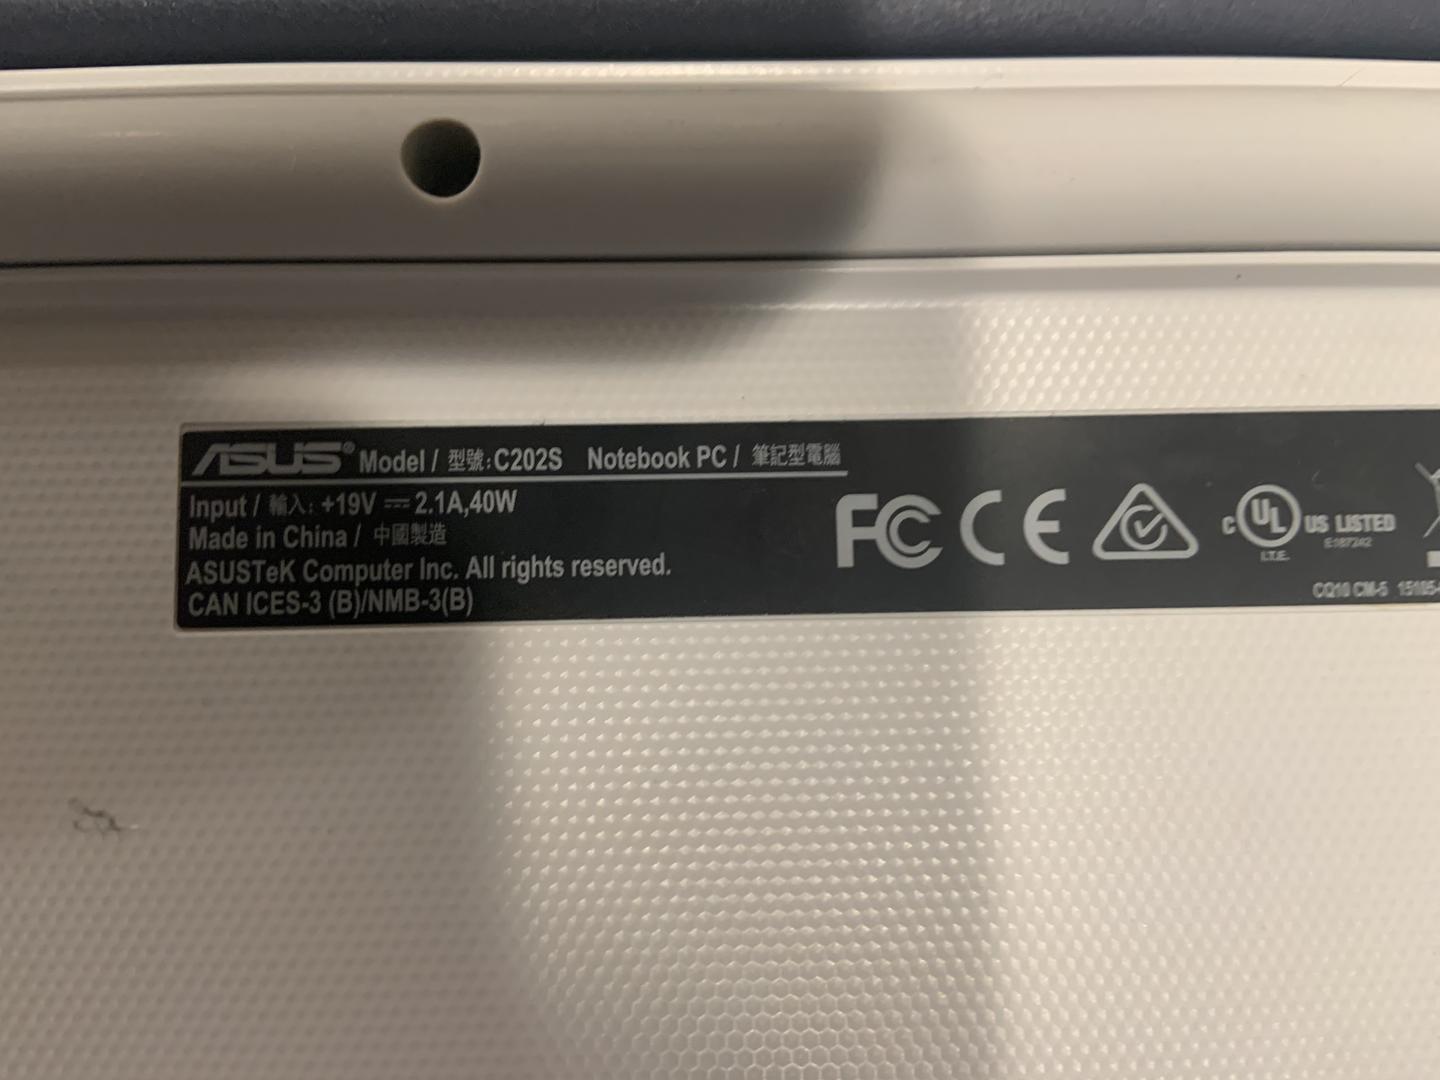 ASUS® Model / 型號: C202S Notebook PC / 筆記型電腦
Input / 輸入: +19V ⎓ 2.1A,40W
Made in China / 中國製造
ASUSTeK Computer Inc. All rights reserved.
CAN ICES-3 (B)/NMB-3(B)
FC CE
C UL US LISTED
I.T.E.
E187242
CQ10 CM-5 15105-